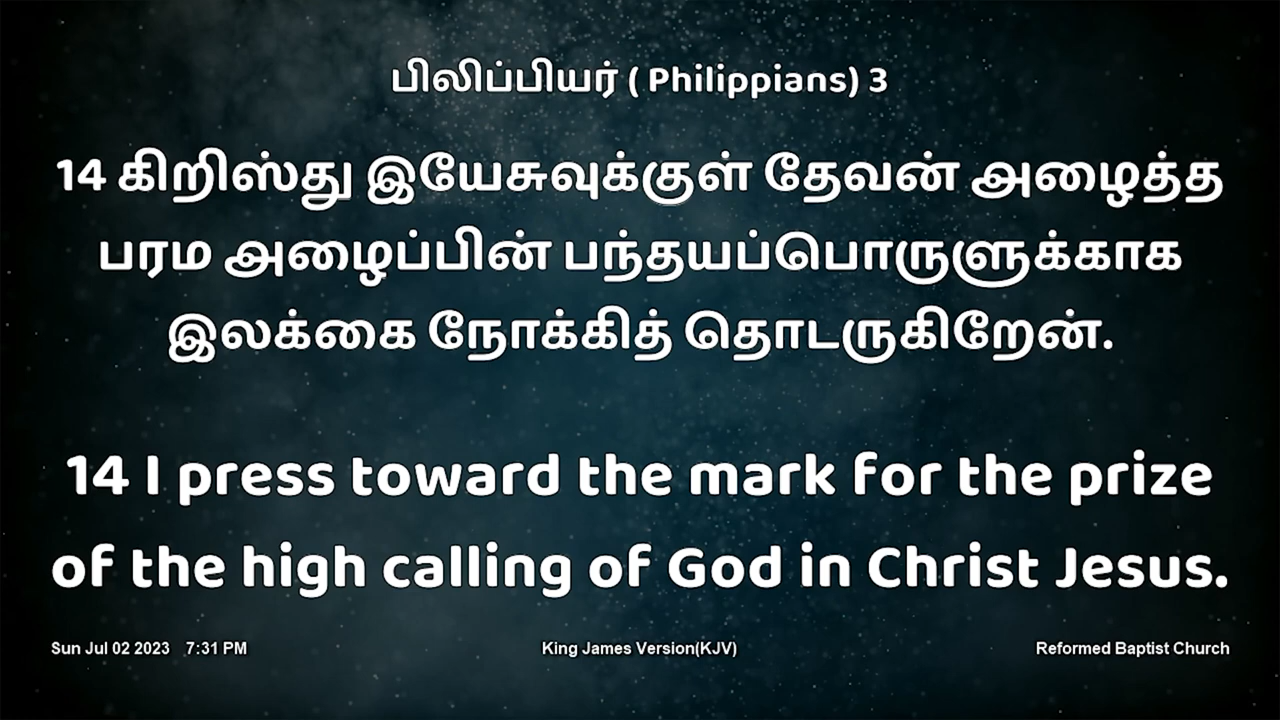 பிலிப்பியர் ( Philippians) 3
14 கிறிஸ்து இயேசுவுக்குள் தேவன் அழைத்த
பரம அழைப்பின் பந்தயப்பொருளுக்காக
இலக்கை நோக்கித் தொடருகிறேன்.
14 I press toward the mark for the prize
of the high calling of God in Christ Jesus.
Sun Jul 02 2023 7:31 PM King James Version(KJV) Reformed Baptist Church